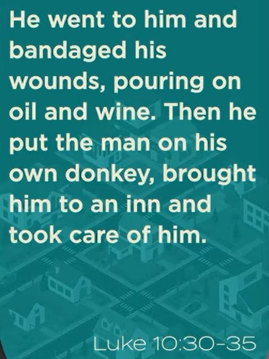 He went to him and
bandaged his
wounds, pouring on
oil and wine. Then he
put the man on his
own donkey, brought
him to an inn and
took care of him.
Luke 10:30-35